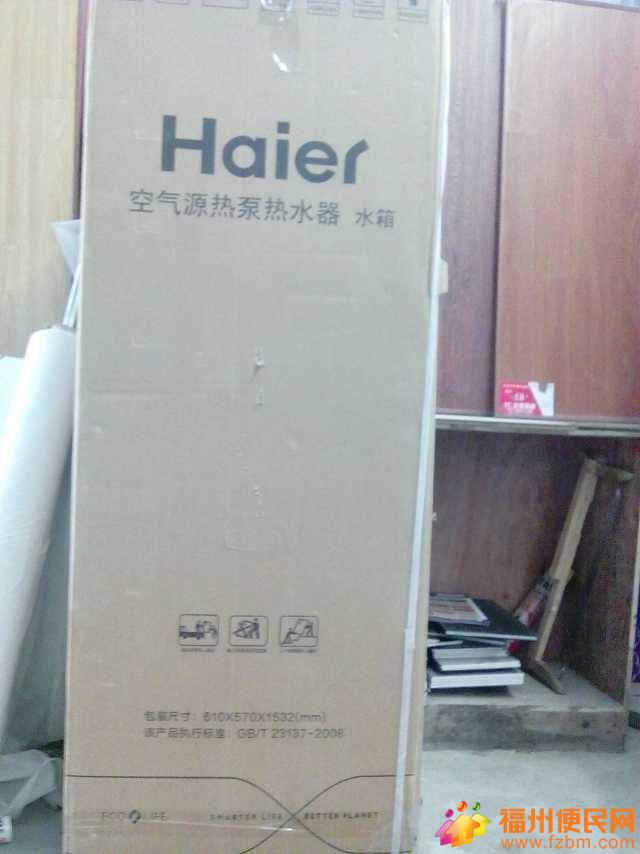 Haier
空气源热泵热水器 水箱
包装尺寸: 610X570X1532(mm)
该产品执行标准: GB/T 23137-2008
ECO LIFE SMARTER LIFE BETTER PLANET
福州便民网
www.fzbm.com